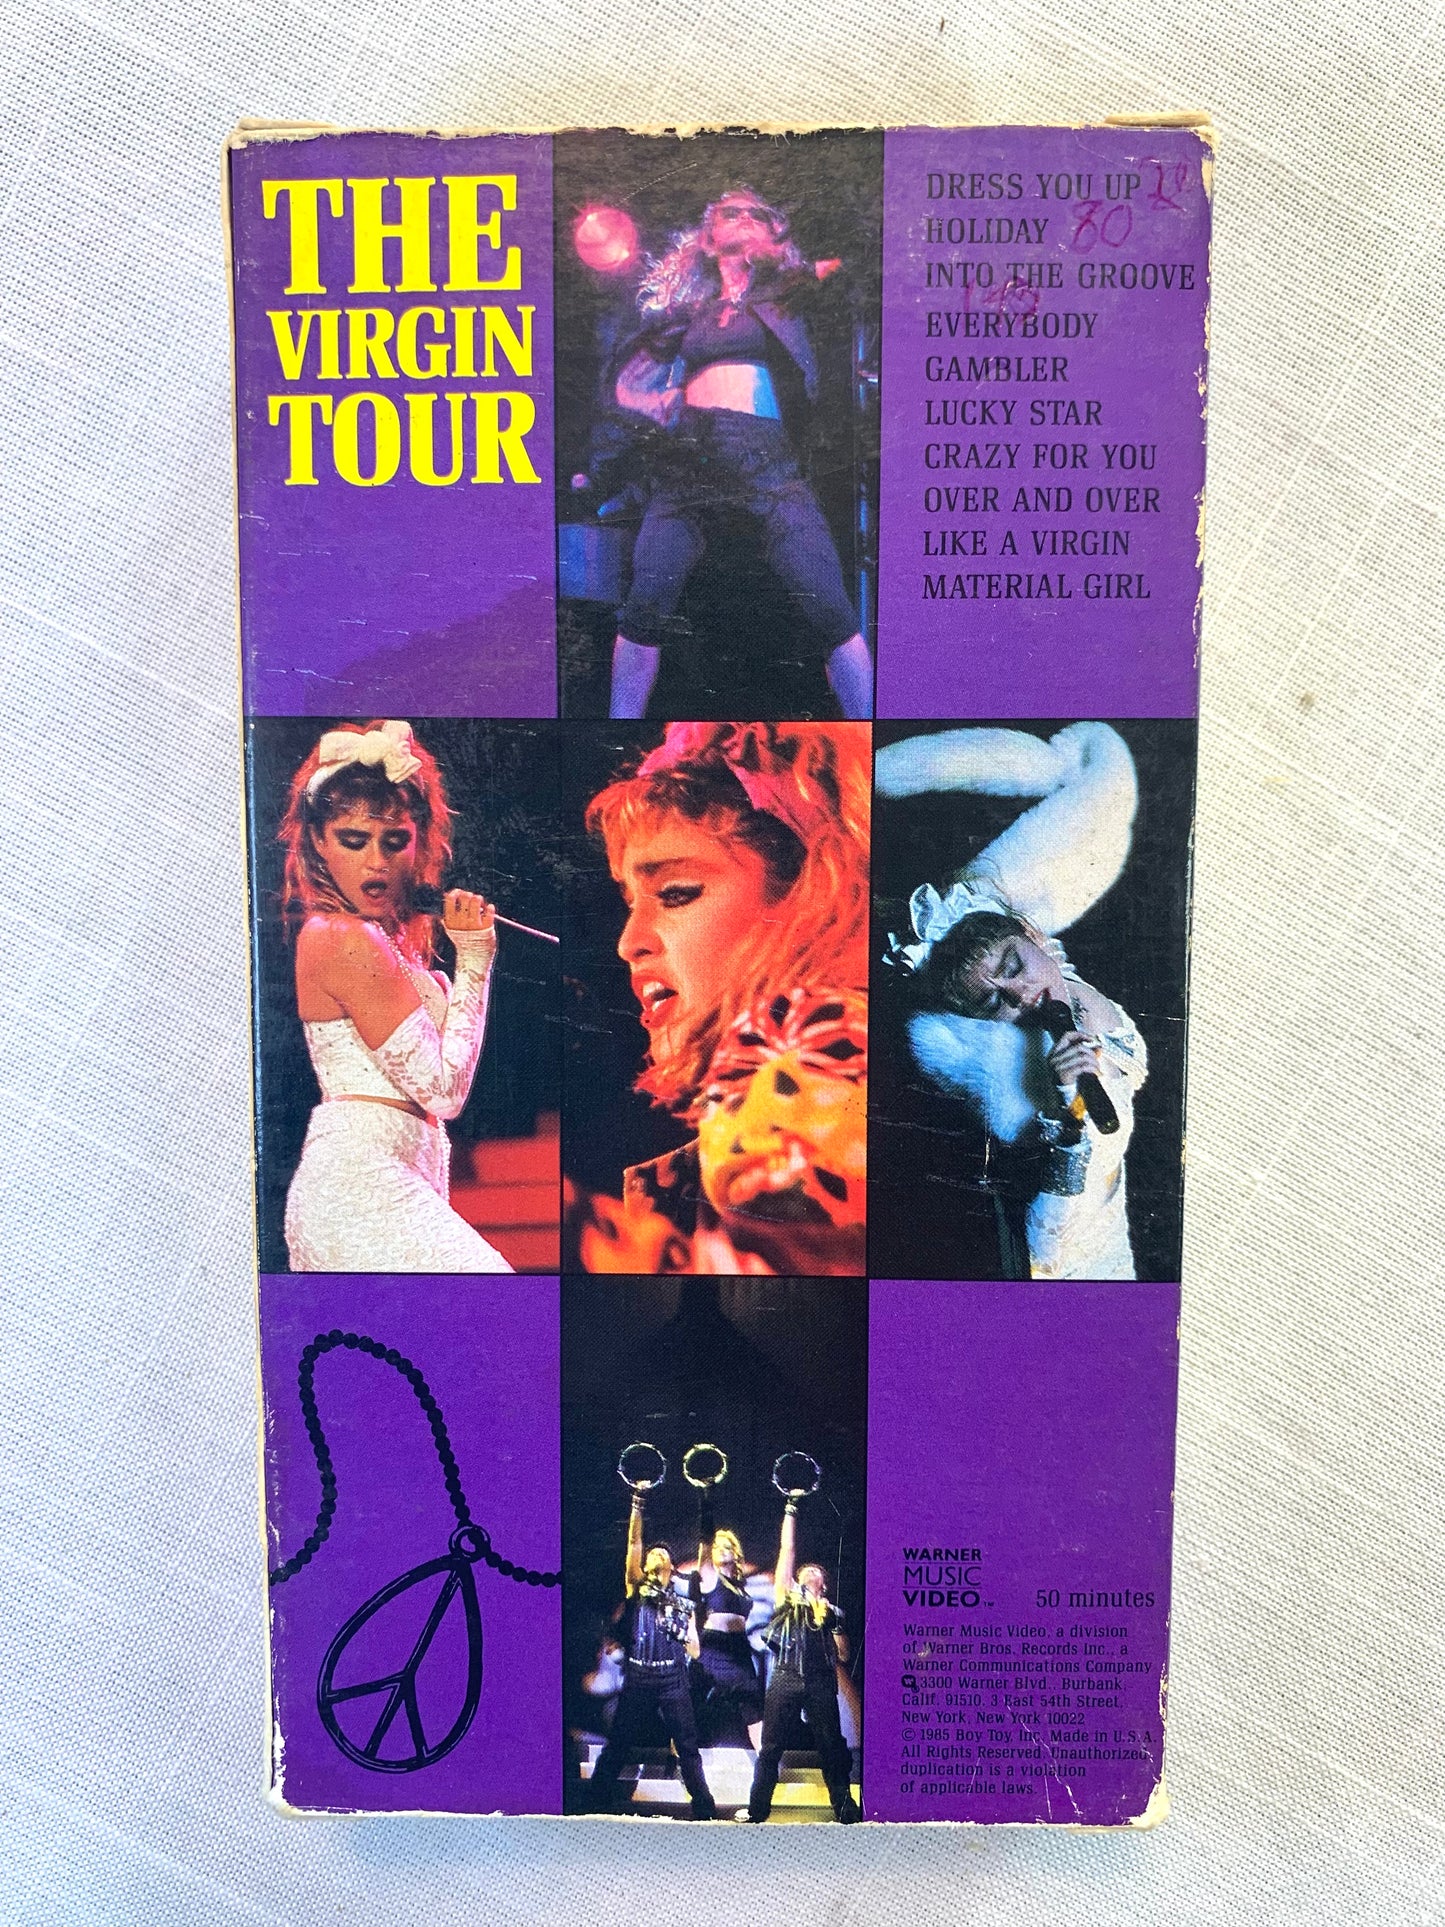 THE
VIRGIN
TOUR
DRESS YOU UP
HOLIDAY 80
INTO THE GROOVE
EVERYBODY
GAMBLER
LUCKY STAR
CRAZY FOR YOU
OVER AND OVER
LIKE A VIRGIN
MATERIAL GIRL
WARNER
MUSIC
VIDEO™ 50 minutes
Warner Music Video, a division
of Warner Bros. Records Inc., a
Warner Communications Company
3300 Warner Blvd., Burbank,
Calif. 91510. 3 East 54th Street,
New York, New York 10022
© 1985 Boy Toy, Inc. Made in U.S.A.
All Rights Reserved. Unauthorized
duplication is a violation
of applicable laws.